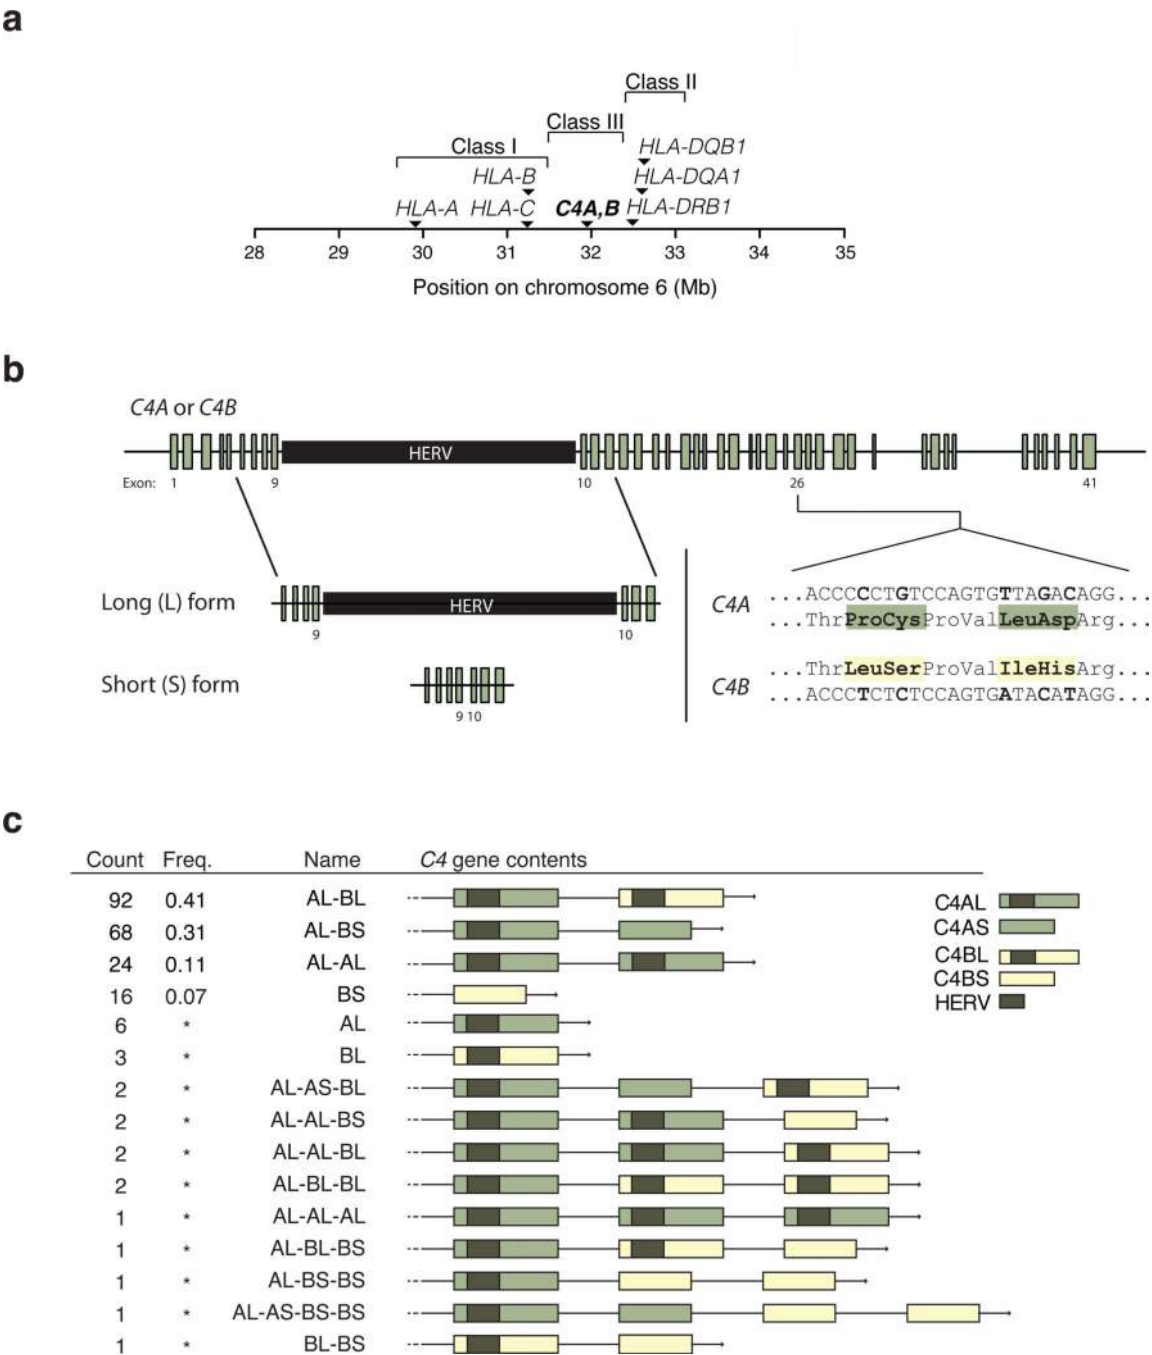 a
Class II
Class III
Class I
HLA-DQB1
HLA-B
HLA-DQA1
HLA-A HLA-C C4A,B HLA-DRB1
28 29 30 31 32 33 34 35
Position on chromosome 6 (Mb)
b
C4A or C4B
HERV
Exon: 1 9 10 26 41
Long (L) form
HERV
9 10
Short (S) form
9 10
C4A
...ACCCCCTGTCCAGTGTTAGACAGG...
...ThrProCysProValLeuAspArg...
C4B
...ThrLeuSerProValIleHisArg...
...ACCCTCTCTCCAGTGATACATAGG...
c
Count Freq. Name C4 gene contents
92 0.41 AL-BL
68 0.31 AL-BS
24 0.11 AL-AL
16 0.07 BS
6 * AL
3 * BL
2 * AL-AS-BL
2 * AL-AL-BS
2 * AL-AL-BL
2 * AL-BL-BL
1 * AL-AL-AL
1 * AL-BL-BS
1 * AL-BS-BS
1 * AL-AS-BS-BS
1 * BL-BS
C4AL
C4AS
C4BL
C4BS
HERV